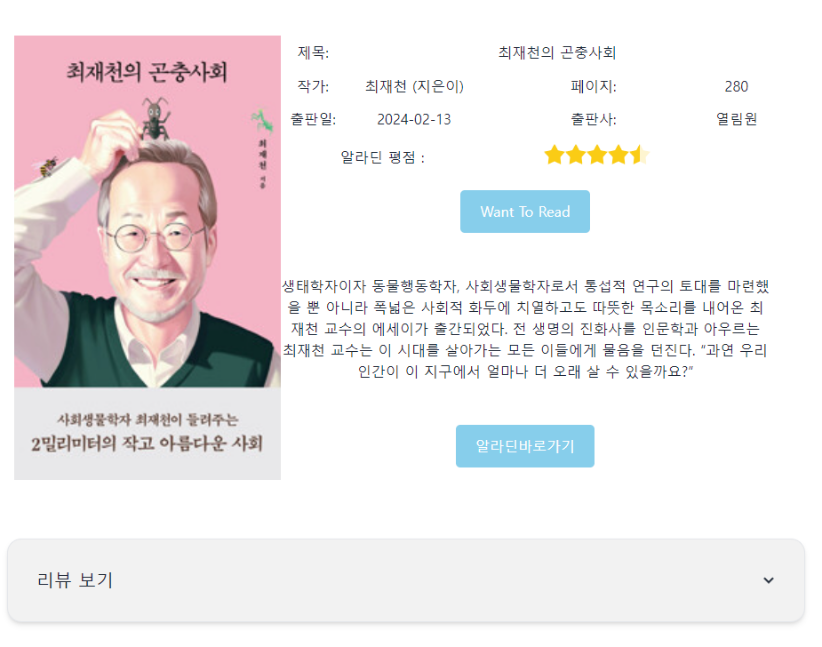 최재천의 곤충사회
최재천 지음
사회생물학자 최재천이 들려주는
2밀리미터의 작고 아름다운 사회
제목: 최재천의 곤충사회
작가: 최재천 (지은이) 페이지: 280
출판일: 2024-02-13 출판사: 열림원
알라딘 평점 :
Want To Read
생태학자이자 동물행동학자, 사회생물학자로서 통섭적 연구의 토대를 마련했
을 뿐 아니라 폭넓은 사회적 화두에 치열하고도 따뜻한 목소리를 내어온 최
재천 교수의 에세이가 출간되었다. 전 생명의 진화사를 인문학과 아우르는
최재천 교수는 이 시대를 살아가는 모든 이들에게 물음을 던진다. “과연 우리
인간이 이 지구에서 얼마나 더 오래 살 수 있을까요?”
알라딘바로가기
리뷰 보기